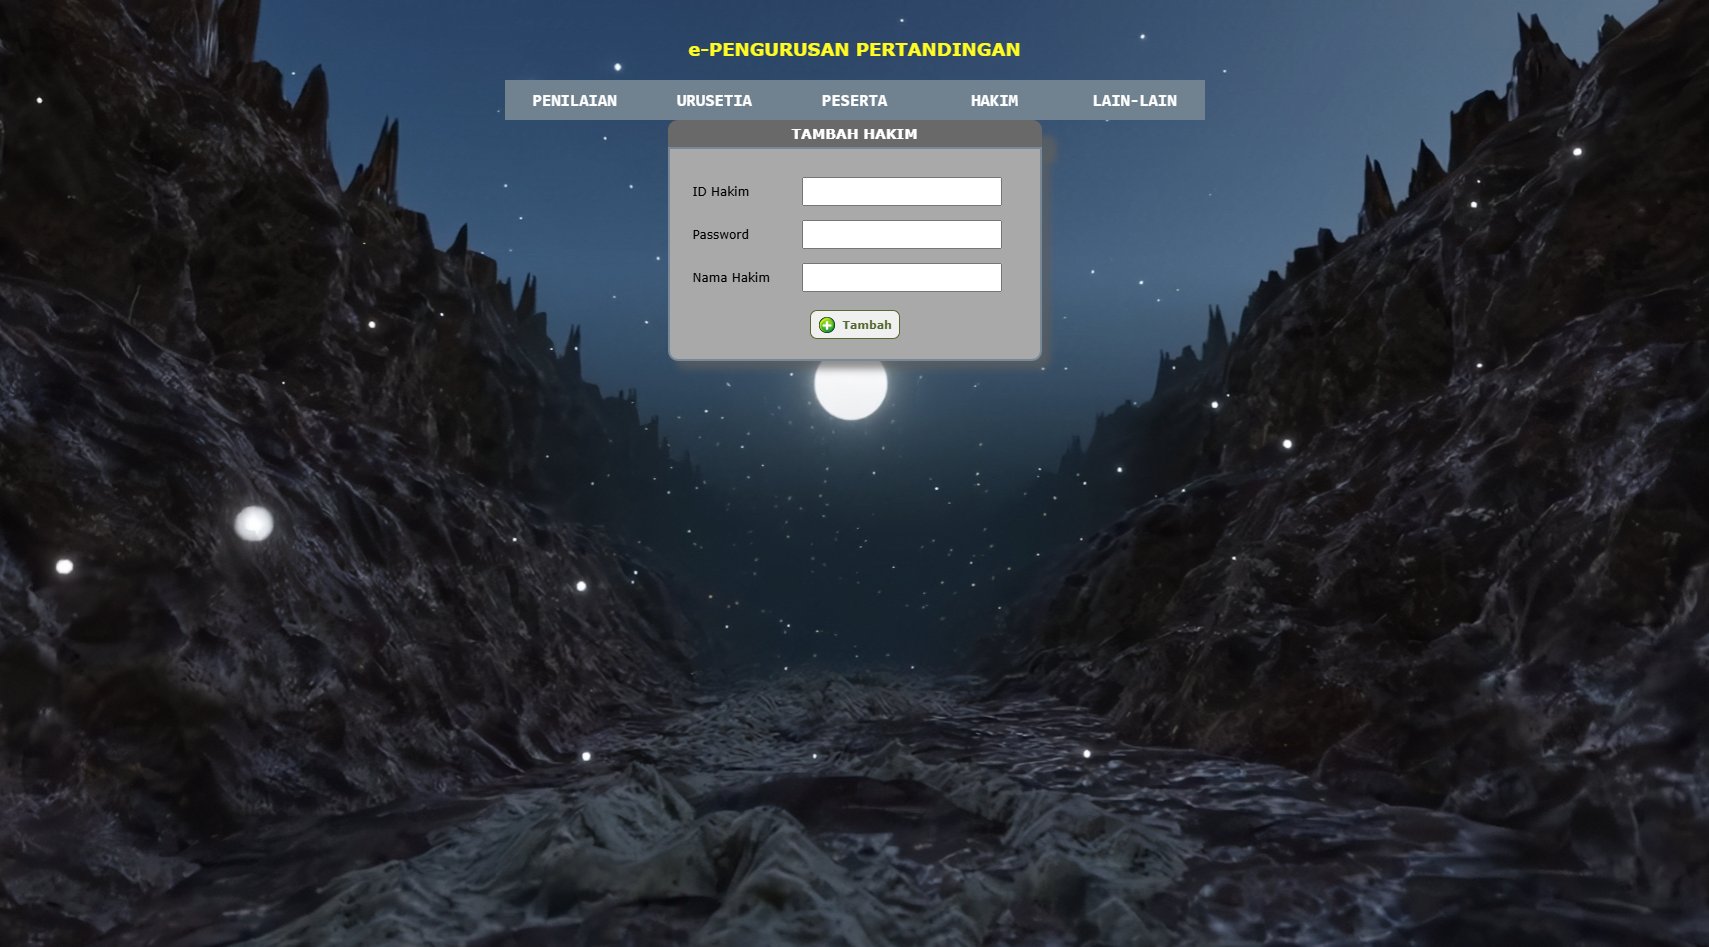 e-PENGURUSAN PERTANDINGAN
PENILAIAN URUSETIA PESERTA HAKIM LAIN-LAIN
TAMBAH HAKIM
ID Hakim
Password
Nama Hakim
Tambah